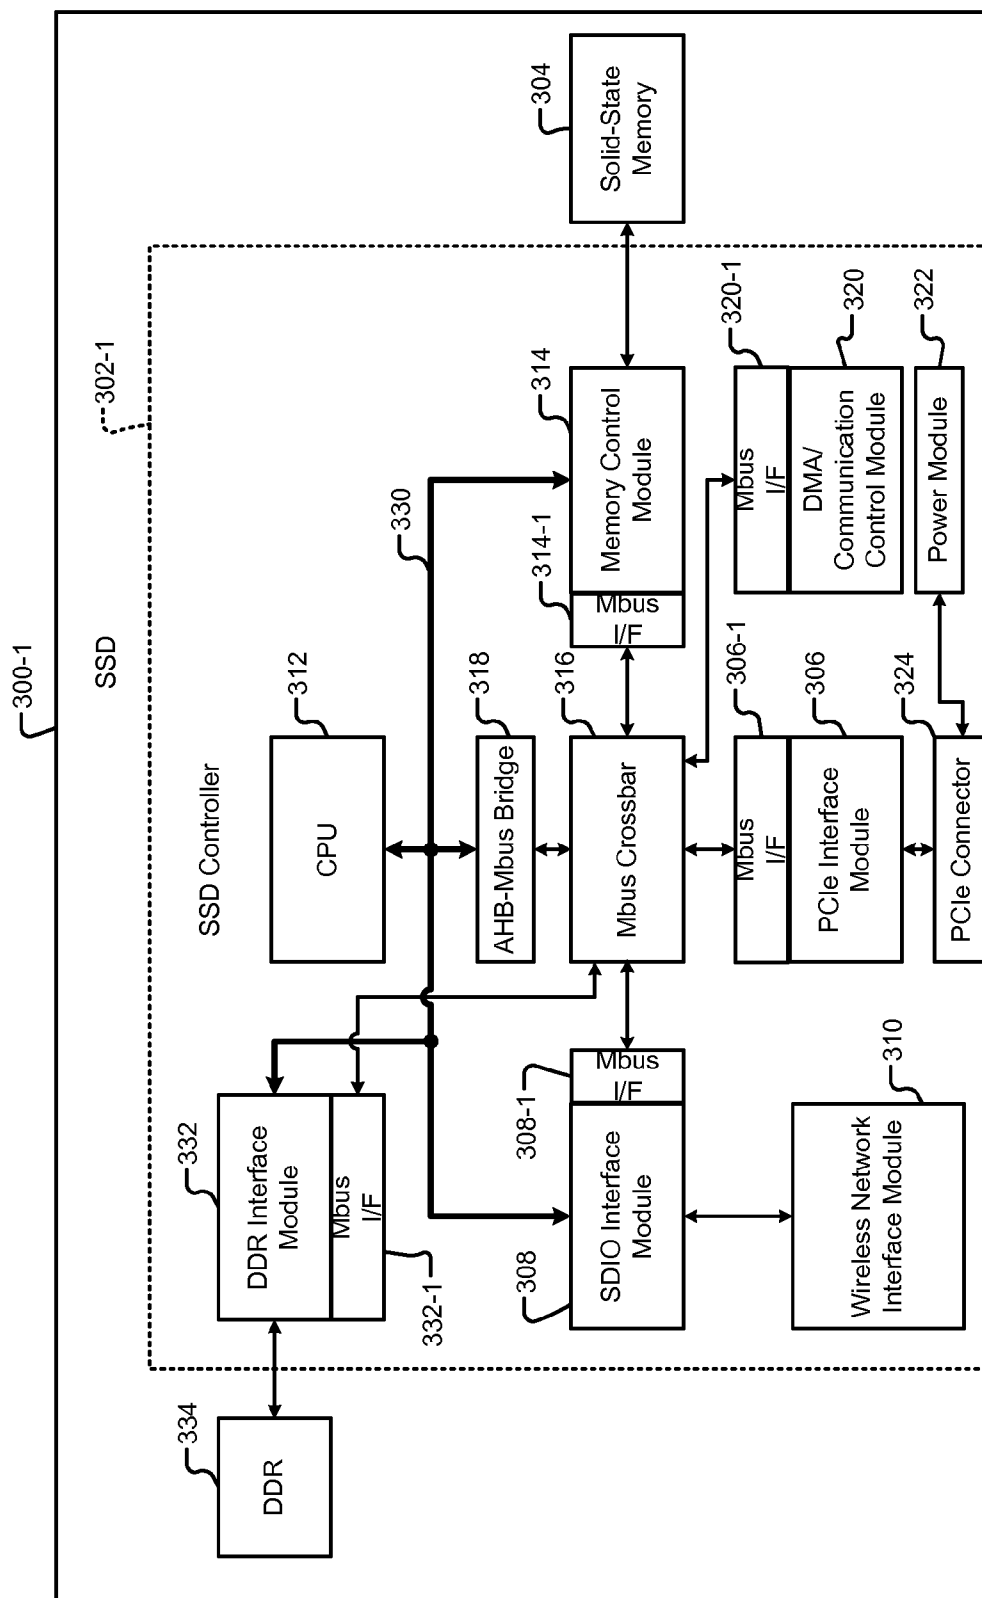 300-1
SSD
302-1
SSD Controller
334
DDR
332
DDR Interface
Module
Mbus
I/F
332-1
312
CPU
330
318
AHB-Mbus Bridge
308
SDIO Interface
Module
308-1
Mbus
I/F
316
Mbus Crossbar
314-1
Mbus
I/F
314
Memory Control
Module
304
Solid-State
Memory
310
Wireless Network
Interface Module
306-1
Mbus
I/F
306
PCIe Interface
Module
324
PCIe Connector
320-1
Mbus
I/F
320
DMA/
Communication
Control Module
322
Power Module